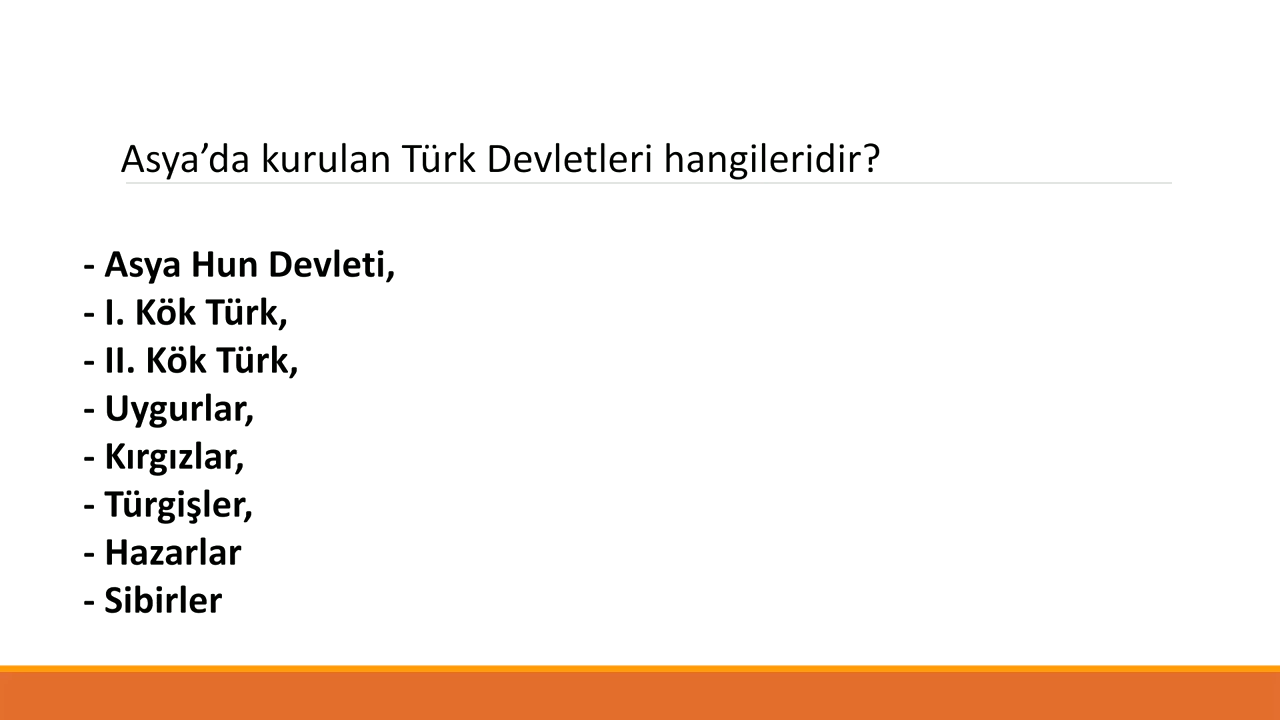 Asya’da kurulan Türk Devletleri hangileridir?
- Asya Hun Devleti,
- I. Kök Türk,
- II. Kök Türk,
- Uygurlar,
- Kırgızlar,
- Türgişler,
- Hazarlar
- Sibirler